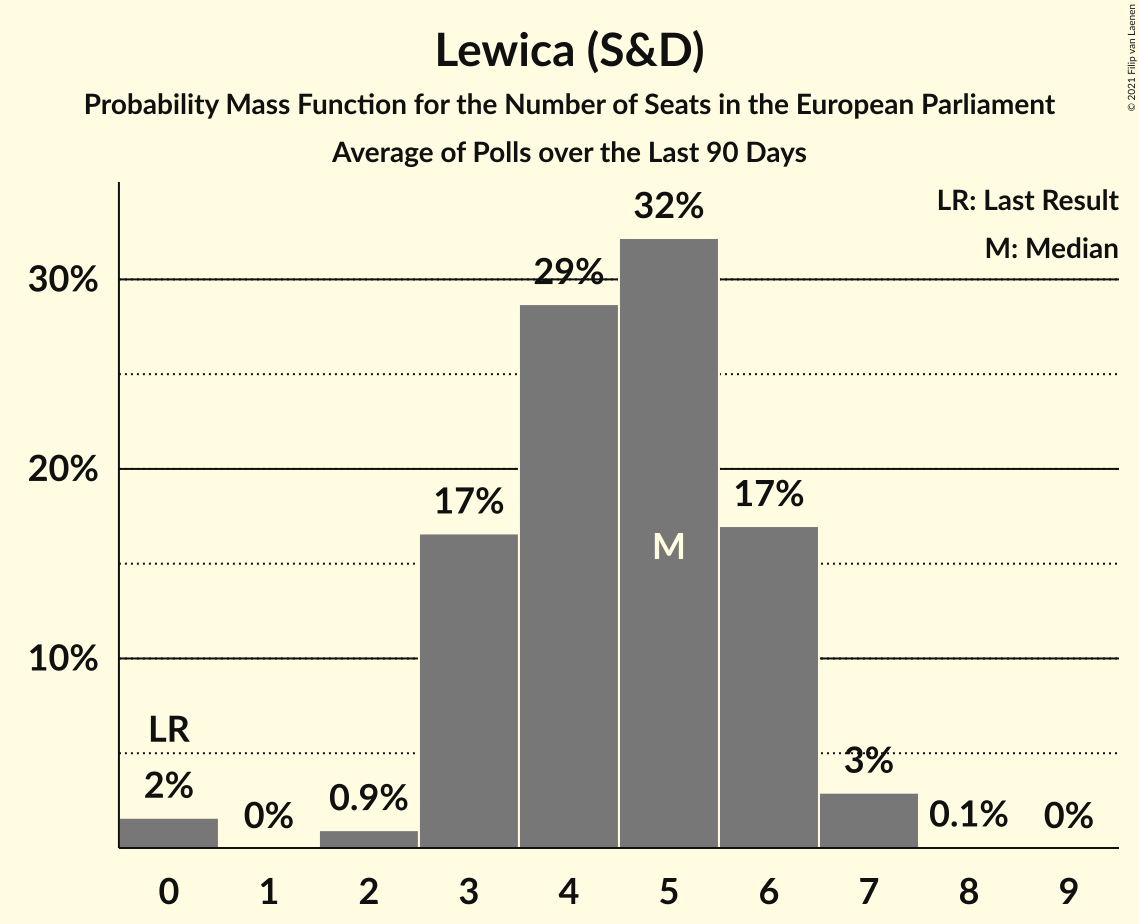 Lewica (S&D)
Probability Mass Function for the Number of Seats in the European Parliament
Average of Polls over the Last 90 Days
© 2021 Filip van Laenen
LR: Last Result
M: Median
30%
20%
10%
LR
2%
0%
0.9%
17%
29%
32%
M
17%
3%
0.1%
0%
0 1 2 3 4 5 6 7 8 9